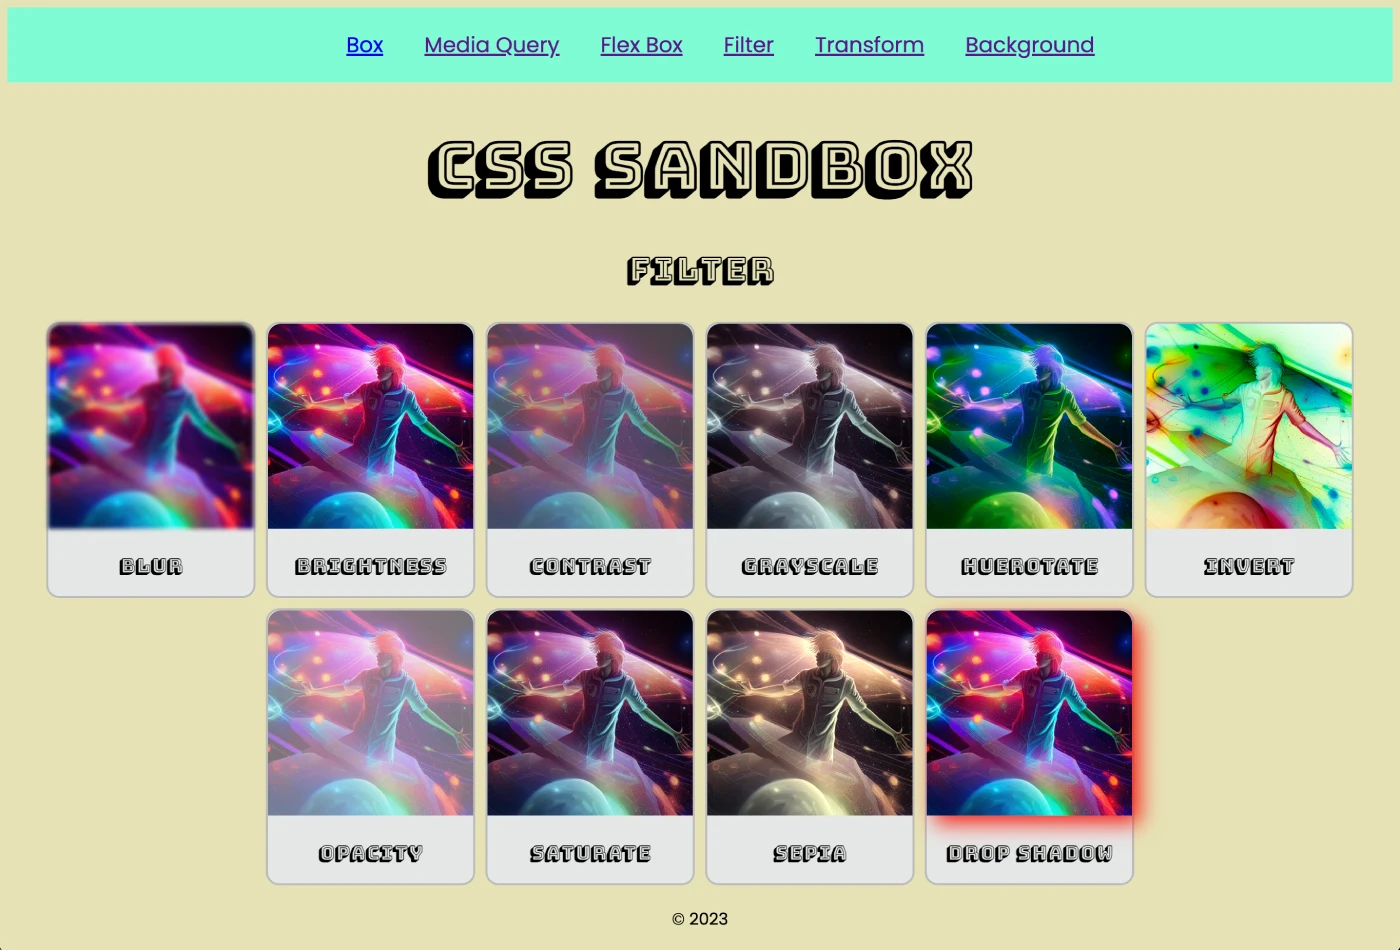 Box Media Query Flex Box Filter Transform Background
CSS SANDBOX
FILTER
BLUR BRIGHTNESS CONTRAST GRAYSCALE HUEROTATE INVERT
OPACITY SATURATE SEPIA DROP SHADOW
© 2023